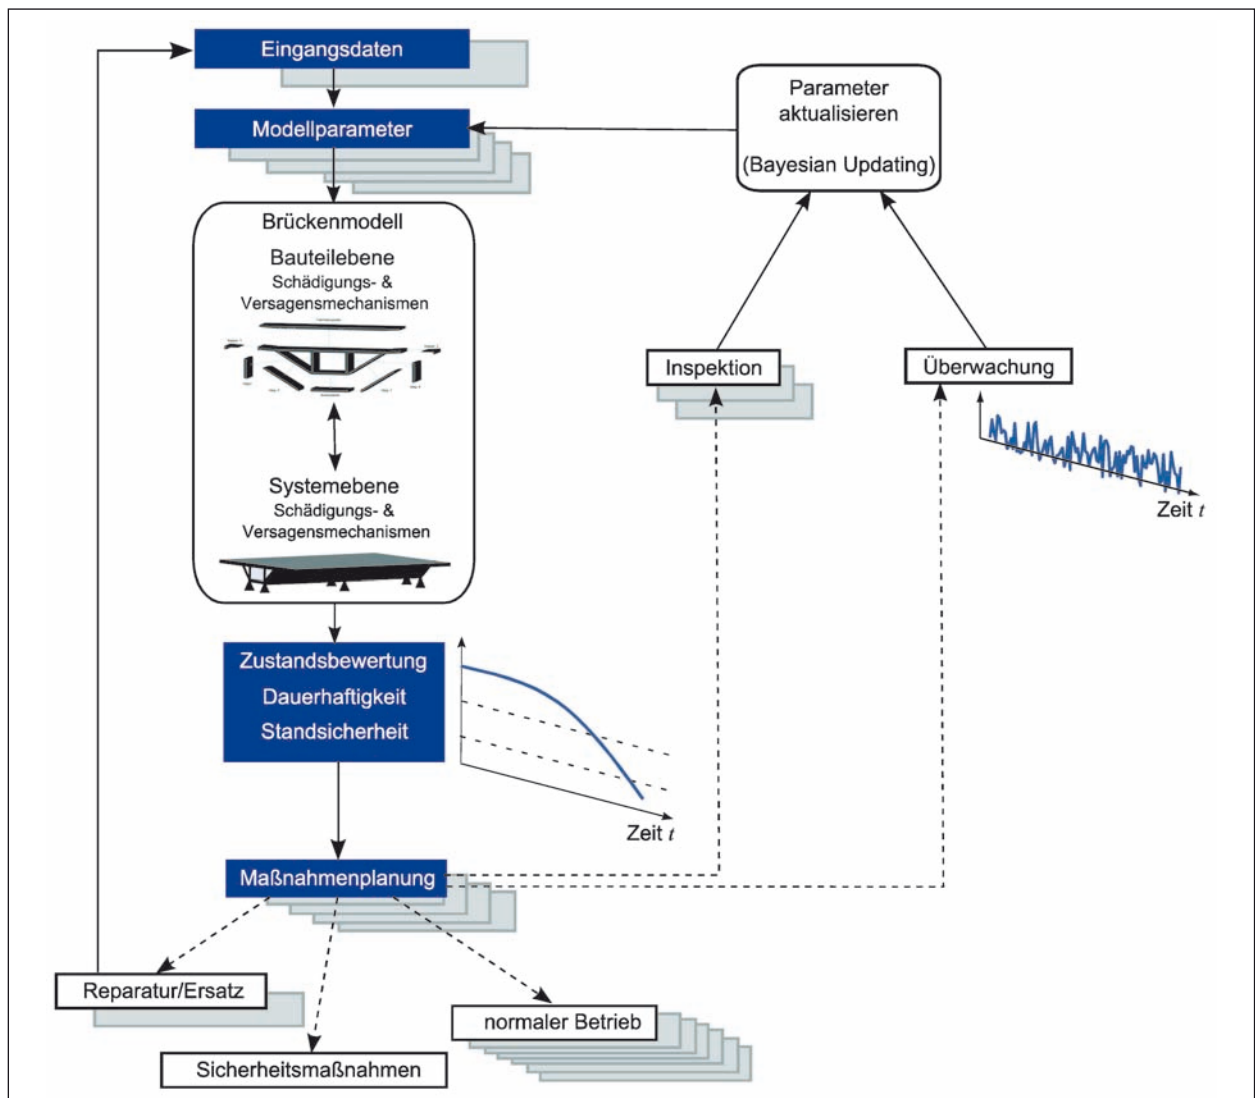 Eingangsdaten
Modellparameter
Parameter
aktualisieren
(Bayesian Updating)
Brückenmodell
Bauteilebene
Schädigungs- &
Versagensmechanismen
Systemebene
Schädigungs- &
Versagensmechanismen
Inspektion
Überwachung
Zeit t
Zustandsbewertung
Dauerhaftigkeit
Standsicherheit
Zeit t
Maßnahmenplanung
Reparatur/Ersatz
normaler Betrieb
Sicherheitsmaßnahmen